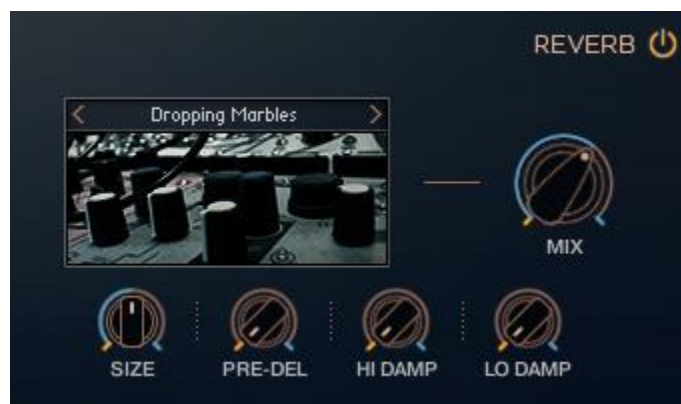 REVERB
Dropping Marbles
MIX
SIZE
PRE-DEL
HI DAMP
LO DAMP